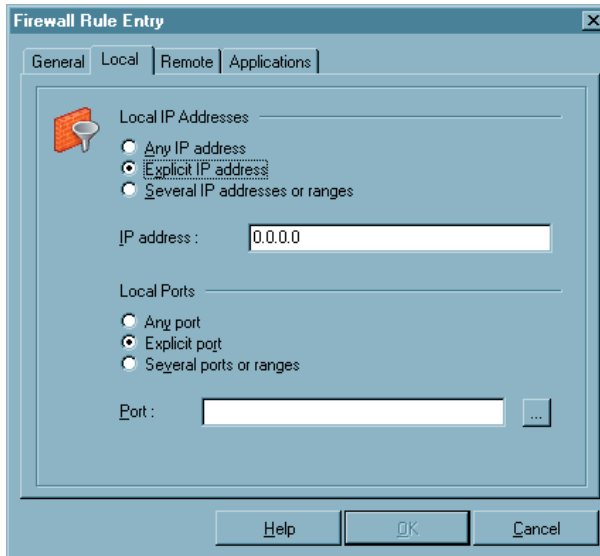 Firewall Rule Entry
General Local Remote Applications
Local IP Addresses
Any IP address
Explicit IP address
Several IP addresses or ranges
IP address : 0.0.0.0
Local Ports
Any port
Explicit port
Several ports or ranges
Port : ...
Help OK Cancel